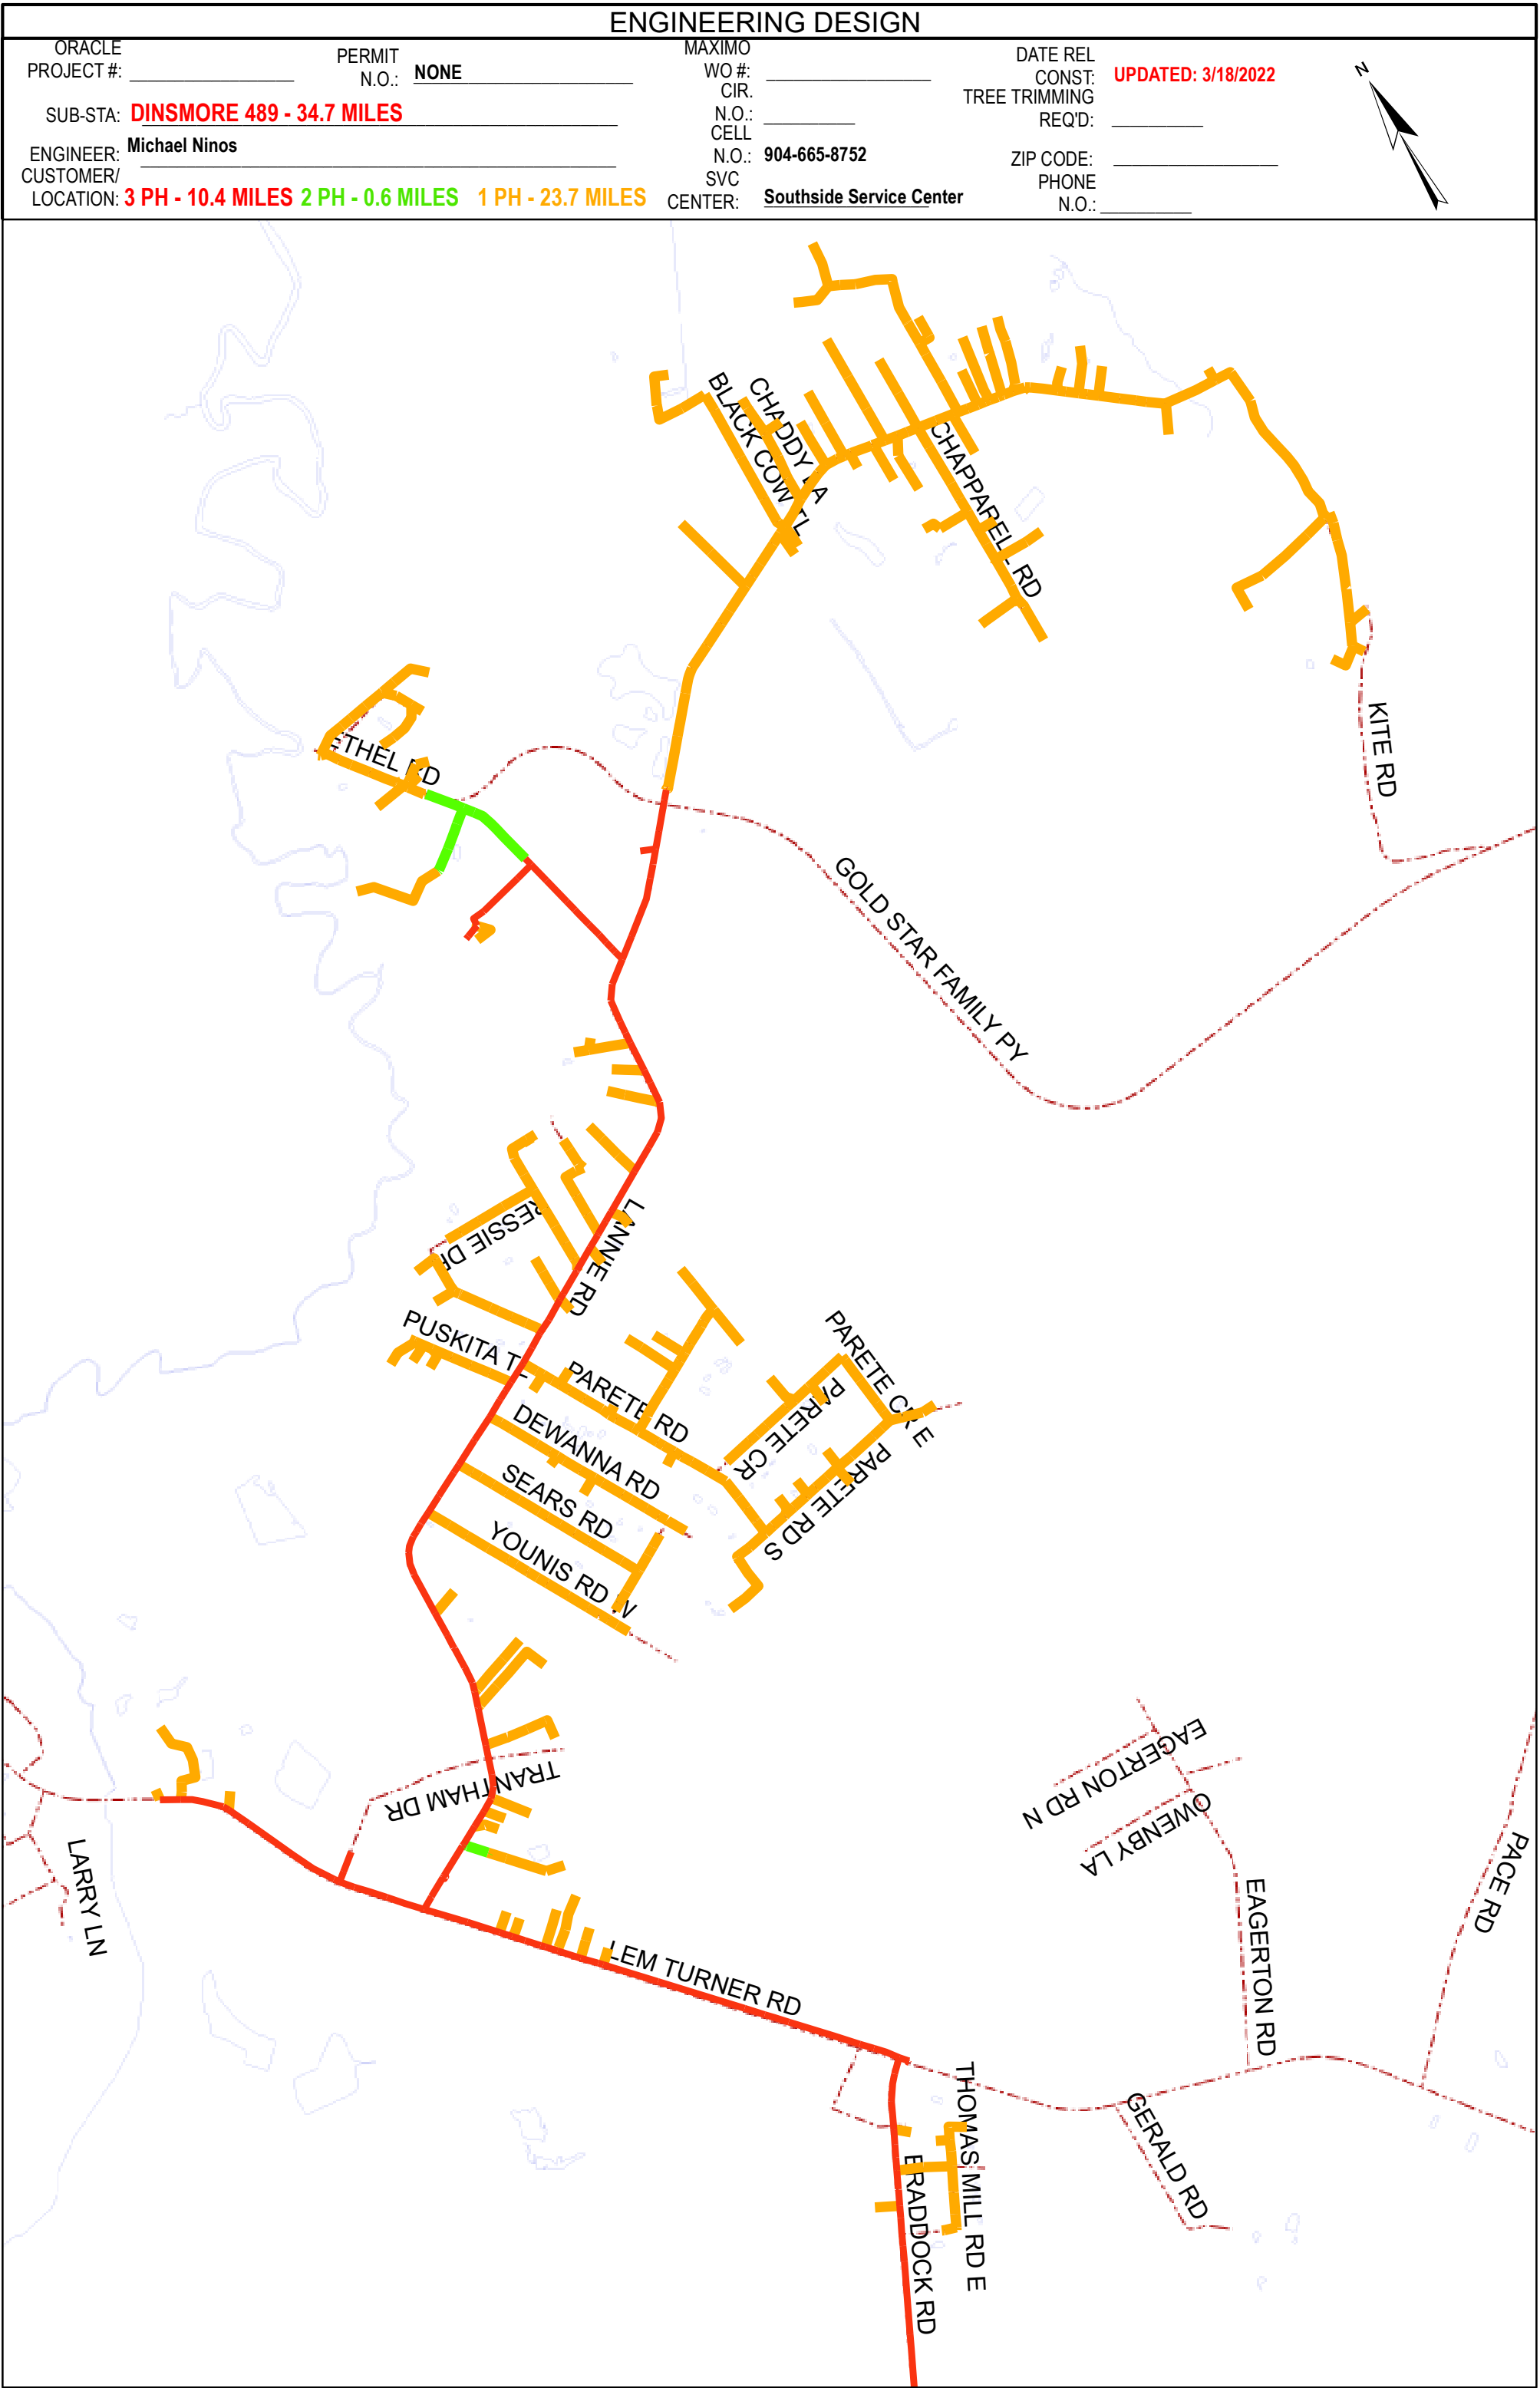 ENGINEERING DESIGN
ORACLE
PROJECT #:
PERMIT
N.O.: NONE
MAXIMO
WO #:
CIR.
N.O.:
DATE REL
CONST: UPDATED: 3/18/2022
TREE TRIMMING
REQ'D:
N
SUB-STA: DINSMORE 489 - 34.7 MILES
CELL
N.O.: 904-665-8752
ENGINEER: Michael Ninos
ZIP CODE:
CUSTOMER/
LOCATION: 3 PH - 10.4 MILES 2 PH - 0.6 MILES 1 PH - 23.7 MILES
SVC
CENTER: Southside Service Center
PHONE
N.O.:
CHADDY LA
BLACK COW TL
CHAPPAREL RD
KITE RD
ETHEL RD
GOLD STAR FAMILY PY
LANNIE RD
RESSIE DR
PUSKITA TL
PARETE RD
PARETE CR E
PARETE CR
PARETE RD S
DEWANNA RD
SEARS RD
YOUNIS RD W
TRANTHAM DR
EAGERTON RD N
OWENBY LA
EAGERTON RD
PACE RD
LARRY LN
LEM TURNER RD
THOMAS MILL RD E
GERALD RD
BRADDOCK RD